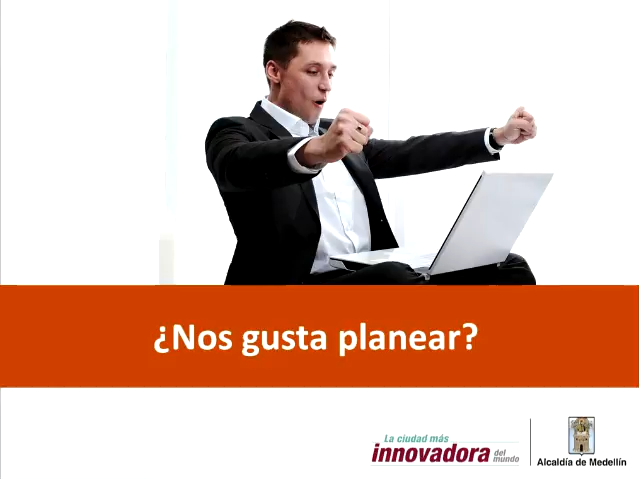 ¿Nos gusta planear?
La ciudad más
innovadora del mundo
Alcaldía de Medellín